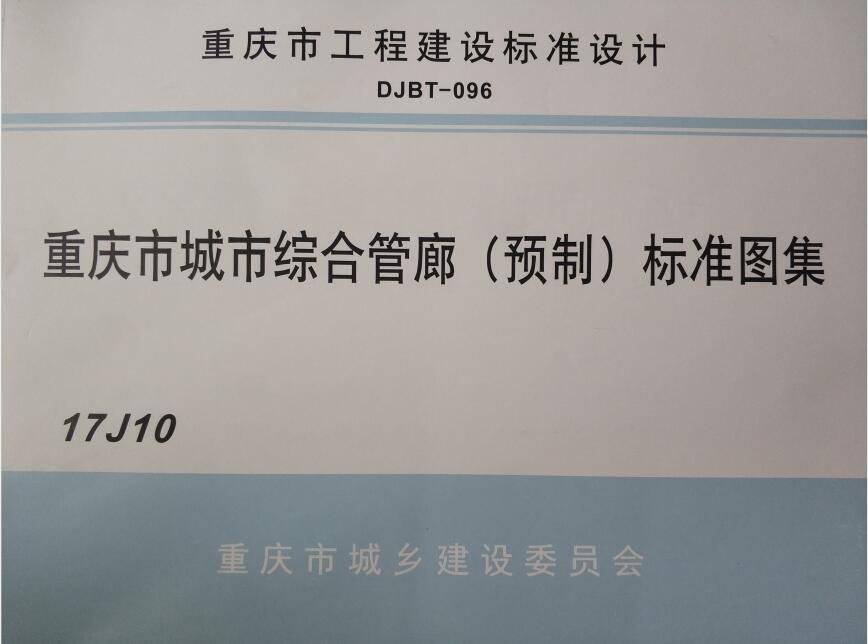 重庆市工程建设标准设计
DJBT-096
重庆市城市综合管廊（预制）标准图集
17J10
重庆市城乡建设委员会